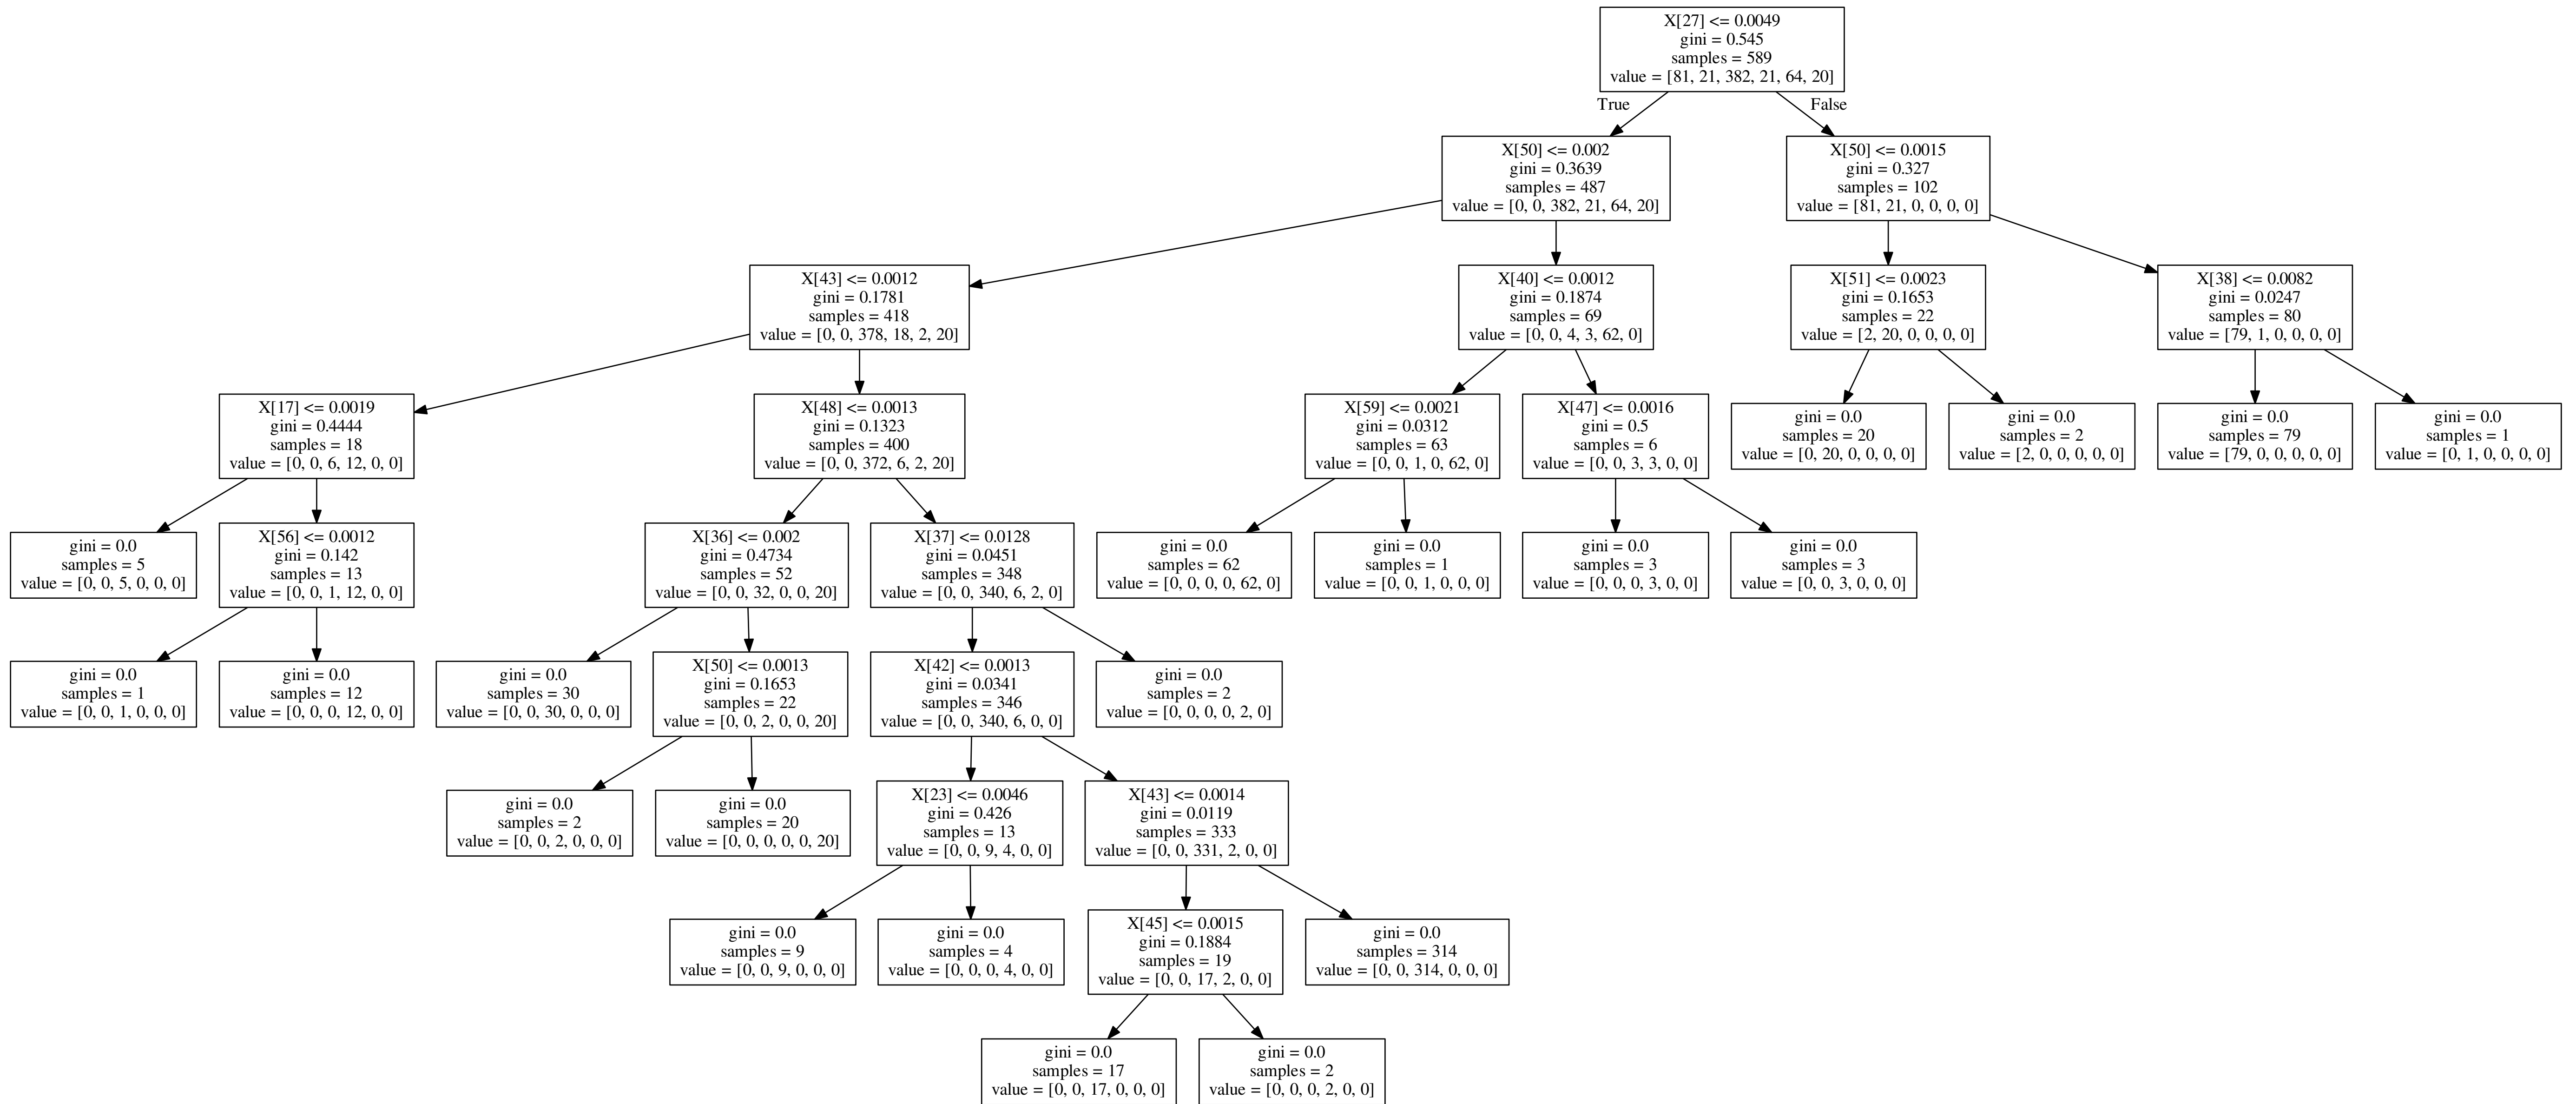 X[27] <= 0.0049
gini = 0.545
samples = 589
value = [81, 21, 382, 21, 64, 20]
True
False
X[50] <= 0.002
gini = 0.3639
samples = 487
value = [0, 0, 382, 21, 64, 20]
X[50] <= 0.0015
gini = 0.327
samples = 102
value = [81, 21, 0, 0, 0, 0]
X[43] <= 0.0012
gini = 0.1781
samples = 418
value = [0, 0, 378, 18, 2, 20]
X[40] <= 0.0012
gini = 0.1874
samples = 69
value = [0, 0, 4, 3, 62, 0]
X[51] <= 0.0023
gini = 0.1653
samples = 22
value = [2, 20, 0, 0, 0, 0]
X[38] <= 0.0082
gini = 0.0247
samples = 80
value = [79, 1, 0, 0, 0, 0]
X[17] <= 0.0019
gini = 0.4444
samples = 18
value = [0, 0, 6, 12, 0, 0]
X[48] <= 0.0013
gini = 0.1323
samples = 400
value = [0, 0, 372, 6, 2, 20]
X[59] <= 0.0021
gini = 0.0312
samples = 63
value = [0, 0, 1, 0, 62, 0]
X[47] <= 0.0016
gini = 0.5
samples = 6
value = [0, 0, 3, 3, 0, 0]
gini = 0.0
samples = 20
value = [0, 20, 0, 0, 0, 0]
gini = 0.0
samples = 2
value = [2, 0, 0, 0, 0, 0]
gini = 0.0
samples = 79
value = [79, 0, 0, 0, 0, 0]
gini = 0.0
samples = 1
value = [0, 1, 0, 0, 0, 0]
gini = 0.0
samples = 5
value = [0, 0, 5, 0, 0, 0]
X[56] <= 0.0012
gini = 0.142
samples = 13
value = [0, 0, 1, 12, 0, 0]
X[36] <= 0.002
gini = 0.4734
samples = 52
value = [0, 0, 32, 0, 0, 20]
X[37] <= 0.0128
gini = 0.0451
samples = 348
value = [0, 0, 340, 6, 2, 0]
gini = 0.0
samples = 62
value = [0, 0, 0, 0, 62, 0]
gini = 0.0
samples = 1
value = [0, 0, 1, 0, 0, 0]
gini = 0.0
samples = 3
value = [0, 0, 0, 3, 0, 0]
gini = 0.0
samples = 3
value = [0, 0, 3, 0, 0, 0]
gini = 0.0
samples = 1
value = [0, 0, 1, 0, 0, 0]
gini = 0.0
samples = 12
value = [0, 0, 0, 12, 0, 0]
gini = 0.0
samples = 30
value = [0, 0, 30, 0, 0, 0]
X[50] <= 0.0013
gini = 0.1653
samples = 22
value = [0, 0, 2, 0, 0, 20]
X[42] <= 0.0013
gini = 0.0341
samples = 346
value = [0, 0, 340, 6, 0, 0]
gini = 0.0
samples = 2
value = [0, 0, 0, 0, 2, 0]
gini = 0.0
samples = 2
value = [0, 0, 2, 0, 0, 0]
gini = 0.0
samples = 20
value = [0, 0, 0, 0, 0, 20]
X[23] <= 0.0046
gini = 0.426
samples = 13
value = [0, 0, 9, 4, 0, 0]
X[43] <= 0.0014
gini = 0.0119
samples = 333
value = [0, 0, 331, 2, 0, 0]
gini = 0.0
samples = 9
value = [0, 0, 9, 0, 0, 0]
gini = 0.0
samples = 4
value = [0, 0, 0, 4, 0, 0]
X[45] <= 0.0015
gini = 0.1884
samples = 19
value = [0, 0, 17, 2, 0, 0]
gini = 0.0
samples = 314
value = [0, 0, 314, 0, 0, 0]
gini = 0.0
samples = 17
value = [0, 0, 17, 0, 0, 0]
gini = 0.0
samples = 2
value = [0, 0, 0, 2, 0, 0]